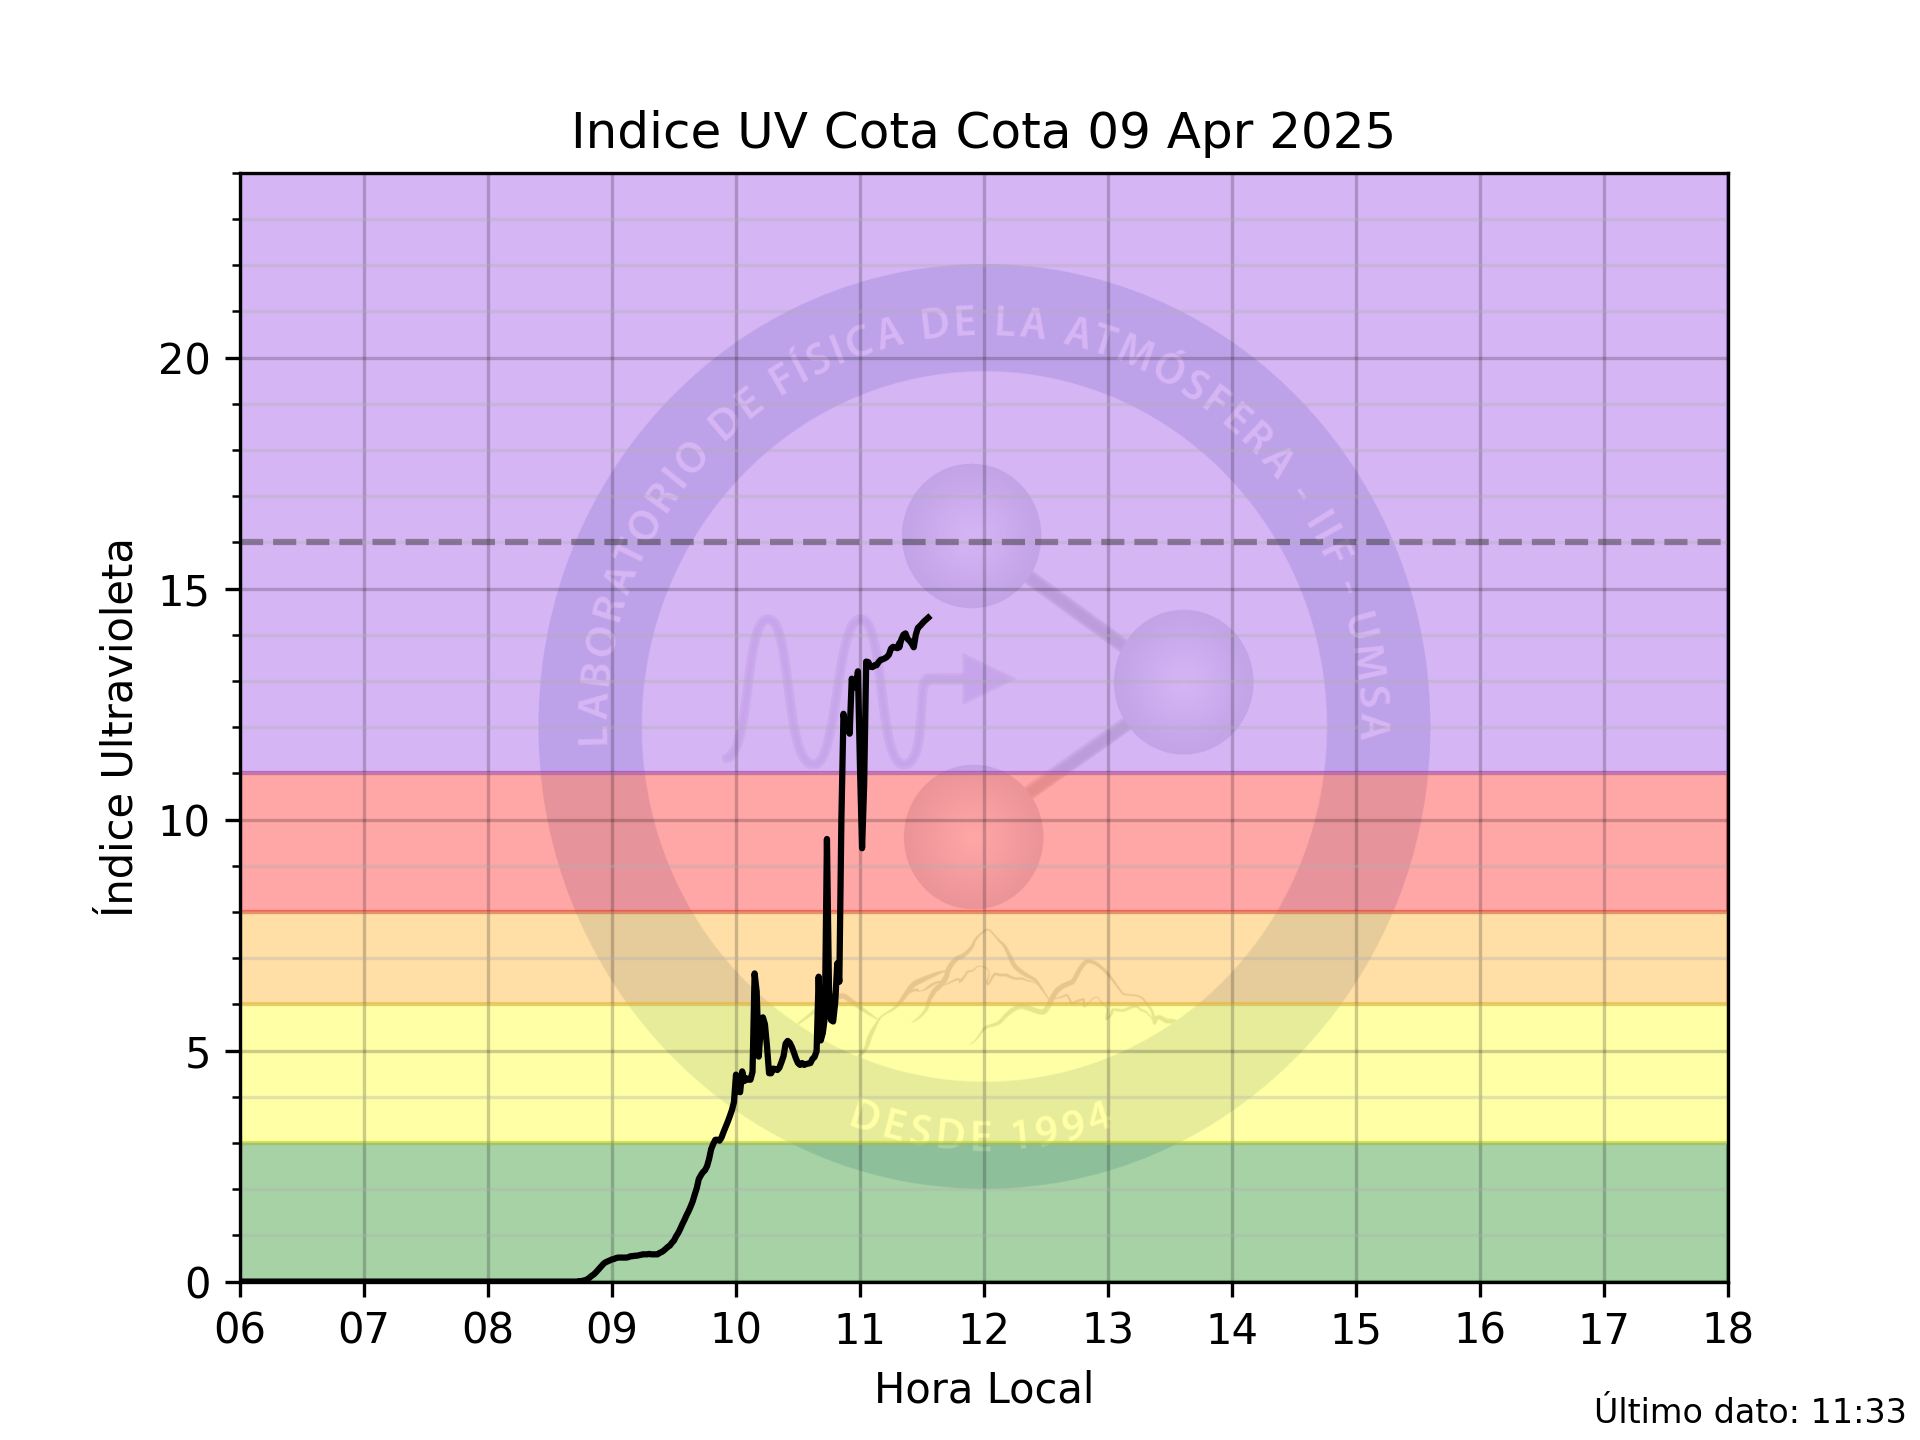 Indice UV Cota Cota 09 Apr 2025
LABORATORIO DE FÍSICA DE LA ATMÓSFERA - IIF - UMSA
DESDE 1994
Índice Ultravioleta
20
15
10
5
0
06 07 08 09 10 11 12 13 14 15 16 17 18
Hora Local
Último dato: 11:33